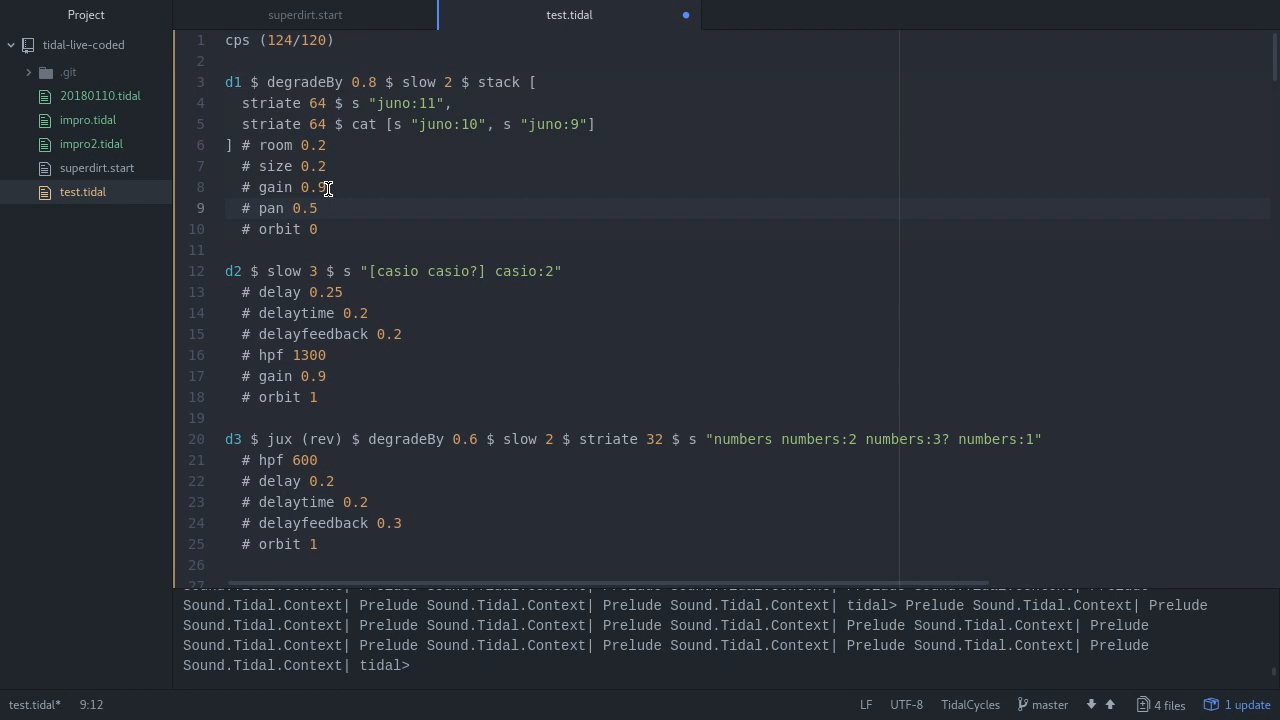 Project
superdirt.start
test.tidal
tidal-live-coded
.git
20180110.tidal
impro.tidal
impro2.tidal
superdirt.start
test.tidal
1 cps (124/120)
2
3 d1 $ degradeBy 0.8 $ slow 2 $ stack [
4 striate 64 $ s "juno:11",
5 striate 64 $ cat [s "juno:10", s "juno:9"]
6 ] # room 0.2
7 # size 0.2
8 # gain 0.9
9 # pan 0.5
10 # orbit 0
11
12 d2 $ slow 3 $ s "[casio casio?] casio:2"
13 # delay 0.25
14 # delaytime 0.2
15 # delayfeedback 0.2
16 # hpf 1300
17 # gain 0.9
18 # orbit 1
19
20 d3 $ jux (rev) $ degradeBy 0.6 $ slow 2 $ striate 32 $ s "numbers numbers:2 numbers:3? numbers:1"
21 # hpf 600
22 # delay 0.2
23 # delaytime 0.2
24 # delayfeedback 0.3
25 # orbit 1
26
27
Sound.Tidal.Context| Prelude Sound.Tidal.Context| Prelude Sound.Tidal.Context| tidal> Prelude Sound.Tidal.Context| Prelude
Sound.Tidal.Context| Prelude Sound.Tidal.Context| Prelude Sound.Tidal.Context| Prelude Sound.Tidal.Context| Prelude
Sound.Tidal.Context| Prelude Sound.Tidal.Context| Prelude Sound.Tidal.Context| Prelude Sound.Tidal.Context| Prelude
Sound.Tidal.Context| tidal>
test.tidal* 9:12 LF UTF-8 TidalCycles master 4 files 1 update